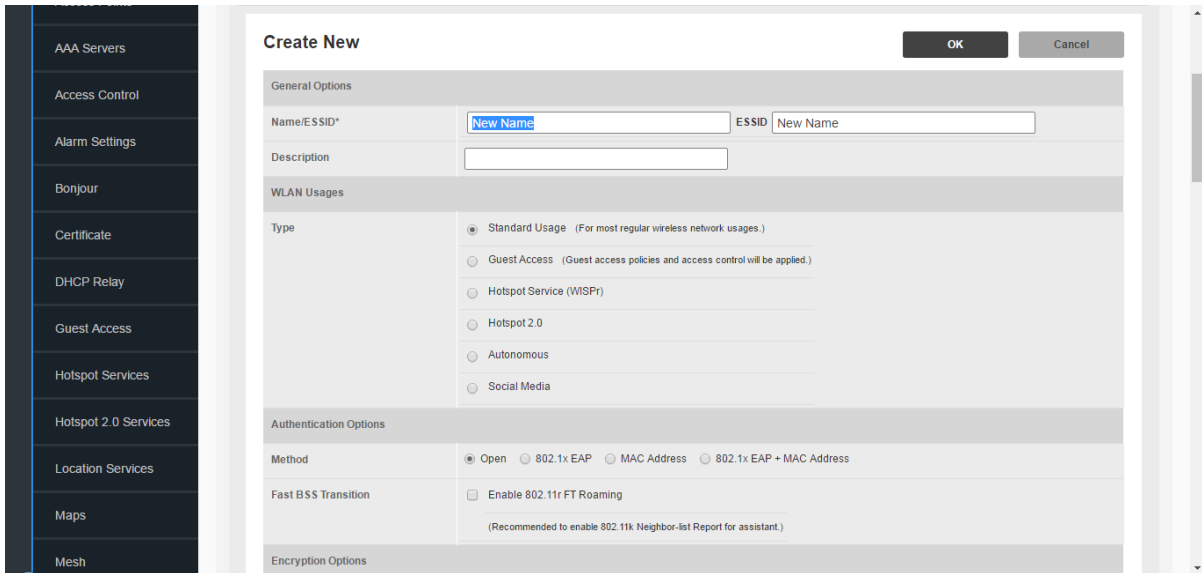 AAA Servers
Access Control
Alarm Settings
Bonjour
Certificate
DHCP Relay
Guest Access
Hotspot Services
Hotspot 2.0 Services
Location Services
Maps
Mesh
Create New
OK
Cancel
General Options
Name/ESSID* New Name ESSID New Name
Description
WLAN Usages
Type
Standard Usage (For most regular wireless network usages.)
Guest Access (Guest access policies and access control will be applied.)
Hotspot Service (WISPr)
Hotspot 2.0
Autonomous
Social Media
Authentication Options
Method Open 802.1x EAP MAC Address 802.1x EAP + MAC Address
Fast BSS Transition Enable 802.11r FT Roaming
(Recommended to enable 802.11k Neighbor-list Report for assistant.)
Encryption Options